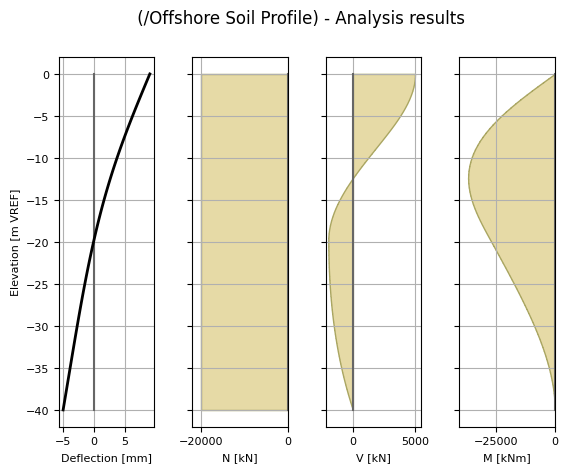 (/Offshore Soil Profile) - Analysis results
Elevation [m VREF]
0
−5
−10
−15
−20
−25
−30
−35
−40
−5 0 5
Deflection [mm]
−20000 0
N [kN]
0 5000
V [kN]
−25000 0
M [kNm]